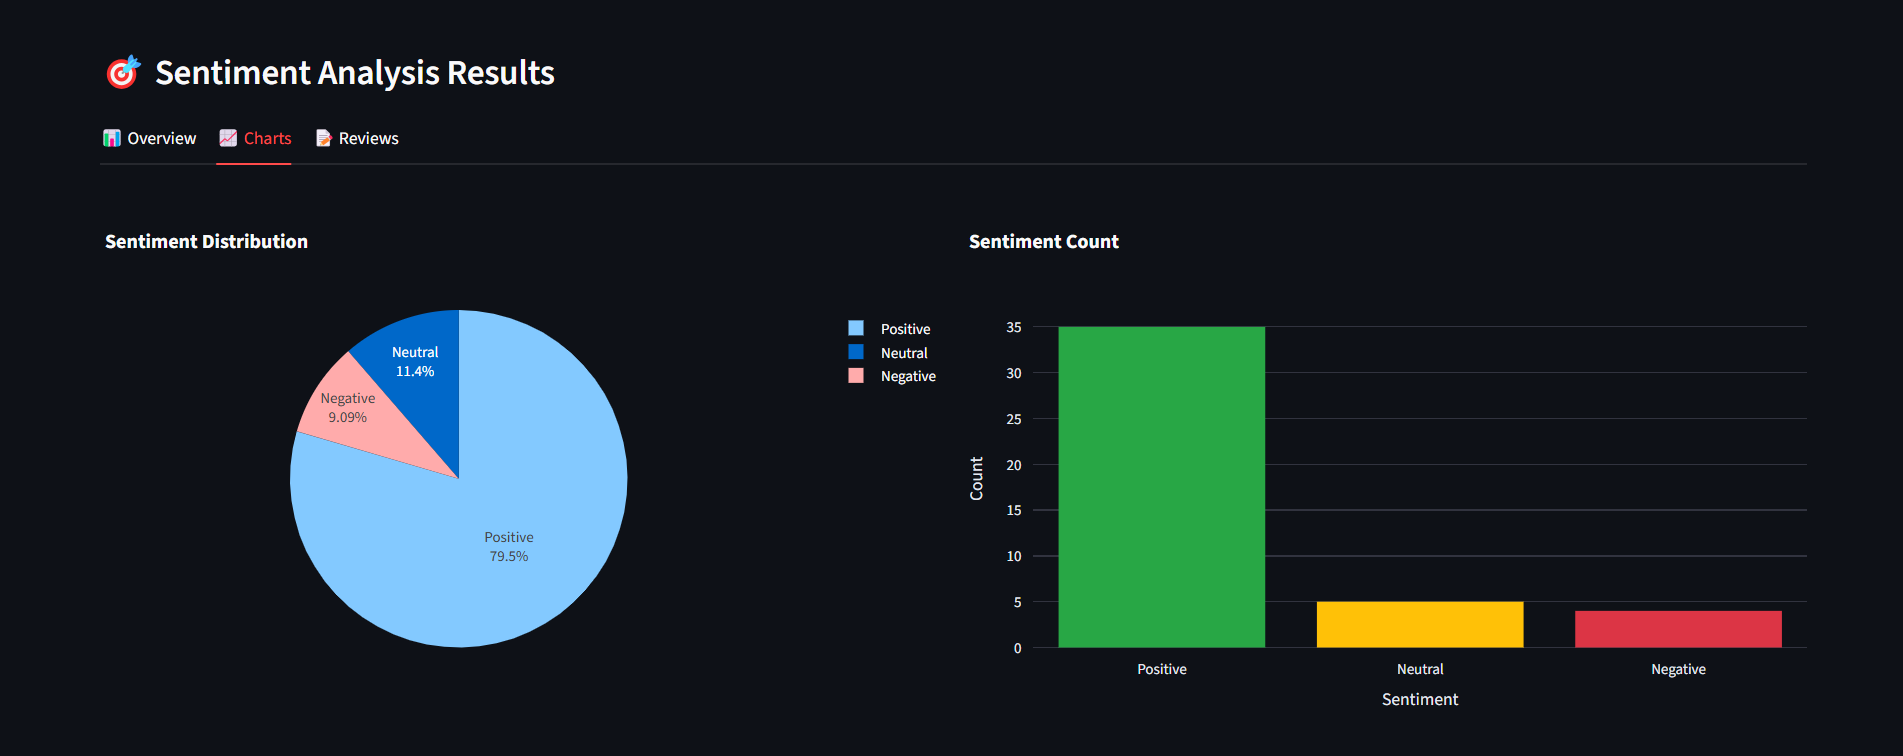 Sentiment Analysis Results
Overview
Charts
Reviews
Sentiment Distribution
Neutral
11.4%
Negative
9.09%
Positive
79.5%
Positive
Neutral
Negative
Sentiment Count
35
30
25
20
15
10
5
0
Count
Positive
Neutral
Negative
Sentiment